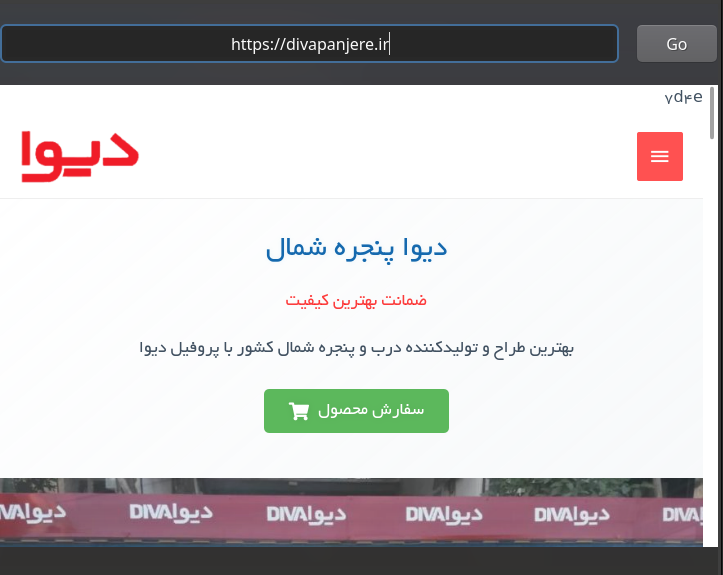 https://divapanjere.ir
Go
۷d۴e
دیوا
دیوا پنجره شمال
ضمانت بهترین کیفیت
بهترین طراح و تولیدکننده درب و پنجره شمال کشور با پروفیل دیوا
سفارش محصول
دیوا DIVA دیوا DIVA دیوا DIVA دیوا DIVA دیوا